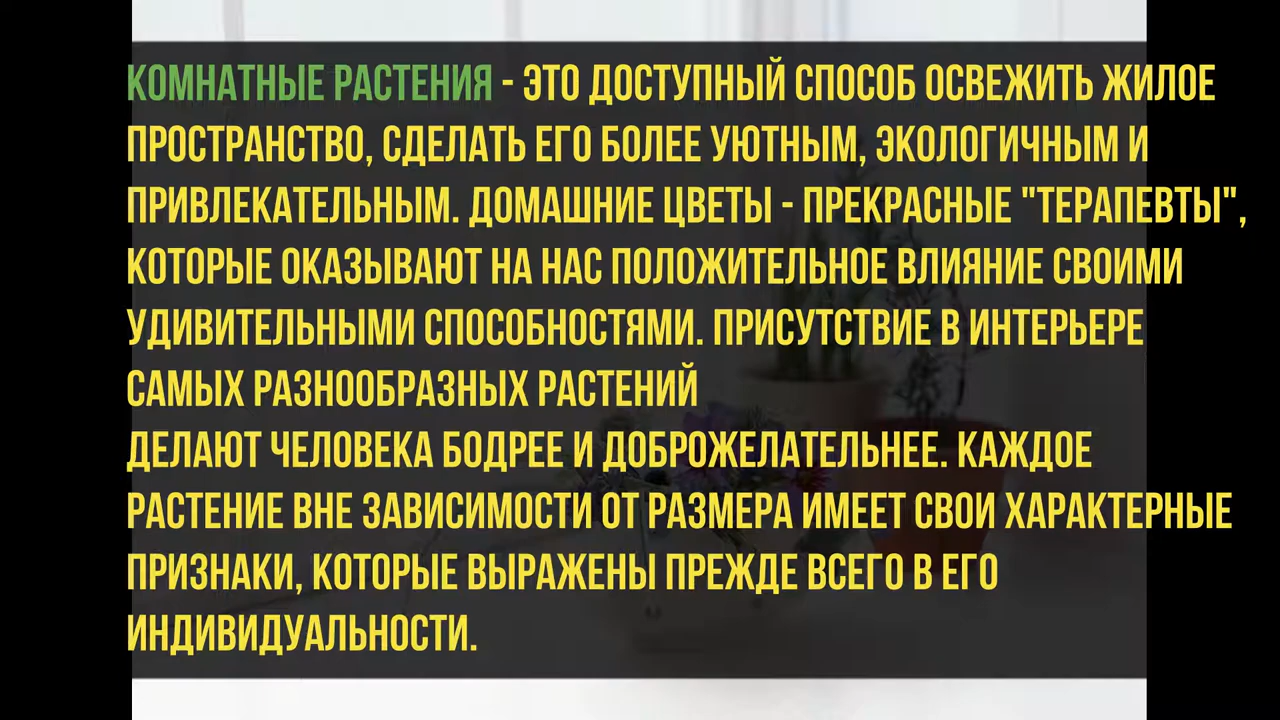 КОМНАТНЫЕ РАСТЕНИЯ - ЭТО ДОСТУПНЫЙ СПОСОБ ОСВЕЖИТЬ ЖИЛОЕ
ПРОСТРАНСТВО, СДЕЛАТЬ ЕГО БОЛЕЕ УЮТНЫМ, ЭКОЛОГИЧНЫМ И
ПРИВЛЕКАТЕЛЬНЫМ. ДОМАШНИЕ ЦВЕТЫ - ПРЕКРАСНЫЕ "ТЕРАПЕВТЫ",
КОТОРЫЕ ОКАЗЫВАЮТ НА НАС ПОЛОЖИТЕЛЬНОЕ ВЛИЯНИЕ СВОИМИ
УДИВИТЕЛЬНЫМИ СПОСОБНОСТЯМИ. ПРИСУТСТВИЕ В ИНТЕРЬЕРЕ
САМЫХ РАЗНООБРАЗНЫХ РАСТЕНИЙ
ДЕЛАЮТ ЧЕЛОВЕКА БОДРЕЕ И ДОБРОЖЕЛАТЕЛЬНЕЕ. КАЖДОЕ
РАСТЕНИЕ ВНЕ ЗАВИСИМОСТИ ОТ РАЗМЕРА ИМЕЕТ СВОИ ХАРАКТЕРНЫЕ
ПРИЗНАКИ, КОТОРЫЕ ВЫРАЖЕНЫ ПРЕЖДЕ ВСЕГО В ЕГО
ИНДИВИДУАЛЬНОСТИ.